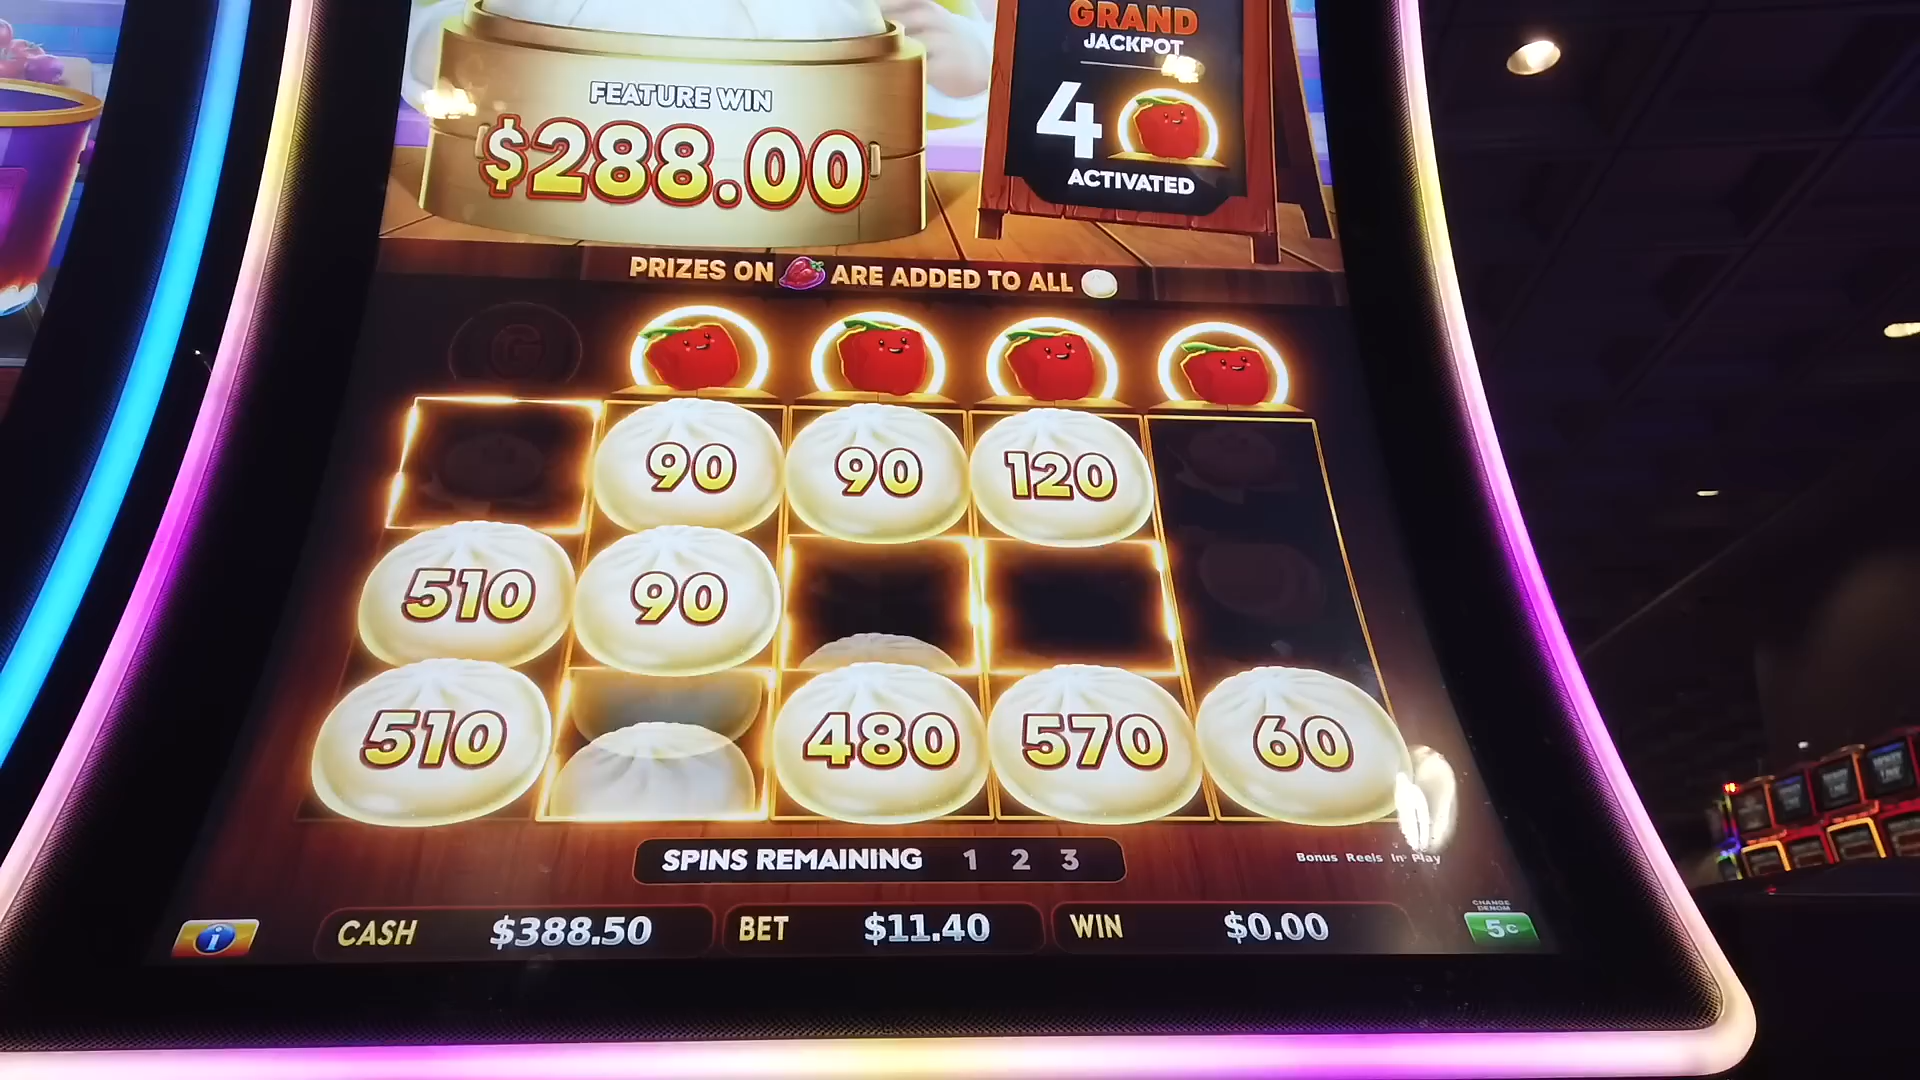 GRAND
JACKPOT
4
ACTIVATED
FEATURE WIN
$288.00
PRIZES ON ARE ADDED TO ALL
G
90 90 120
510 90
510 480 570 60
SPINS REMAINING 1 2 3
Bonus Reels In Play
CASH $388.50 BET $11.40 WIN $0.00
CHANGE
DENOM
5¢
i